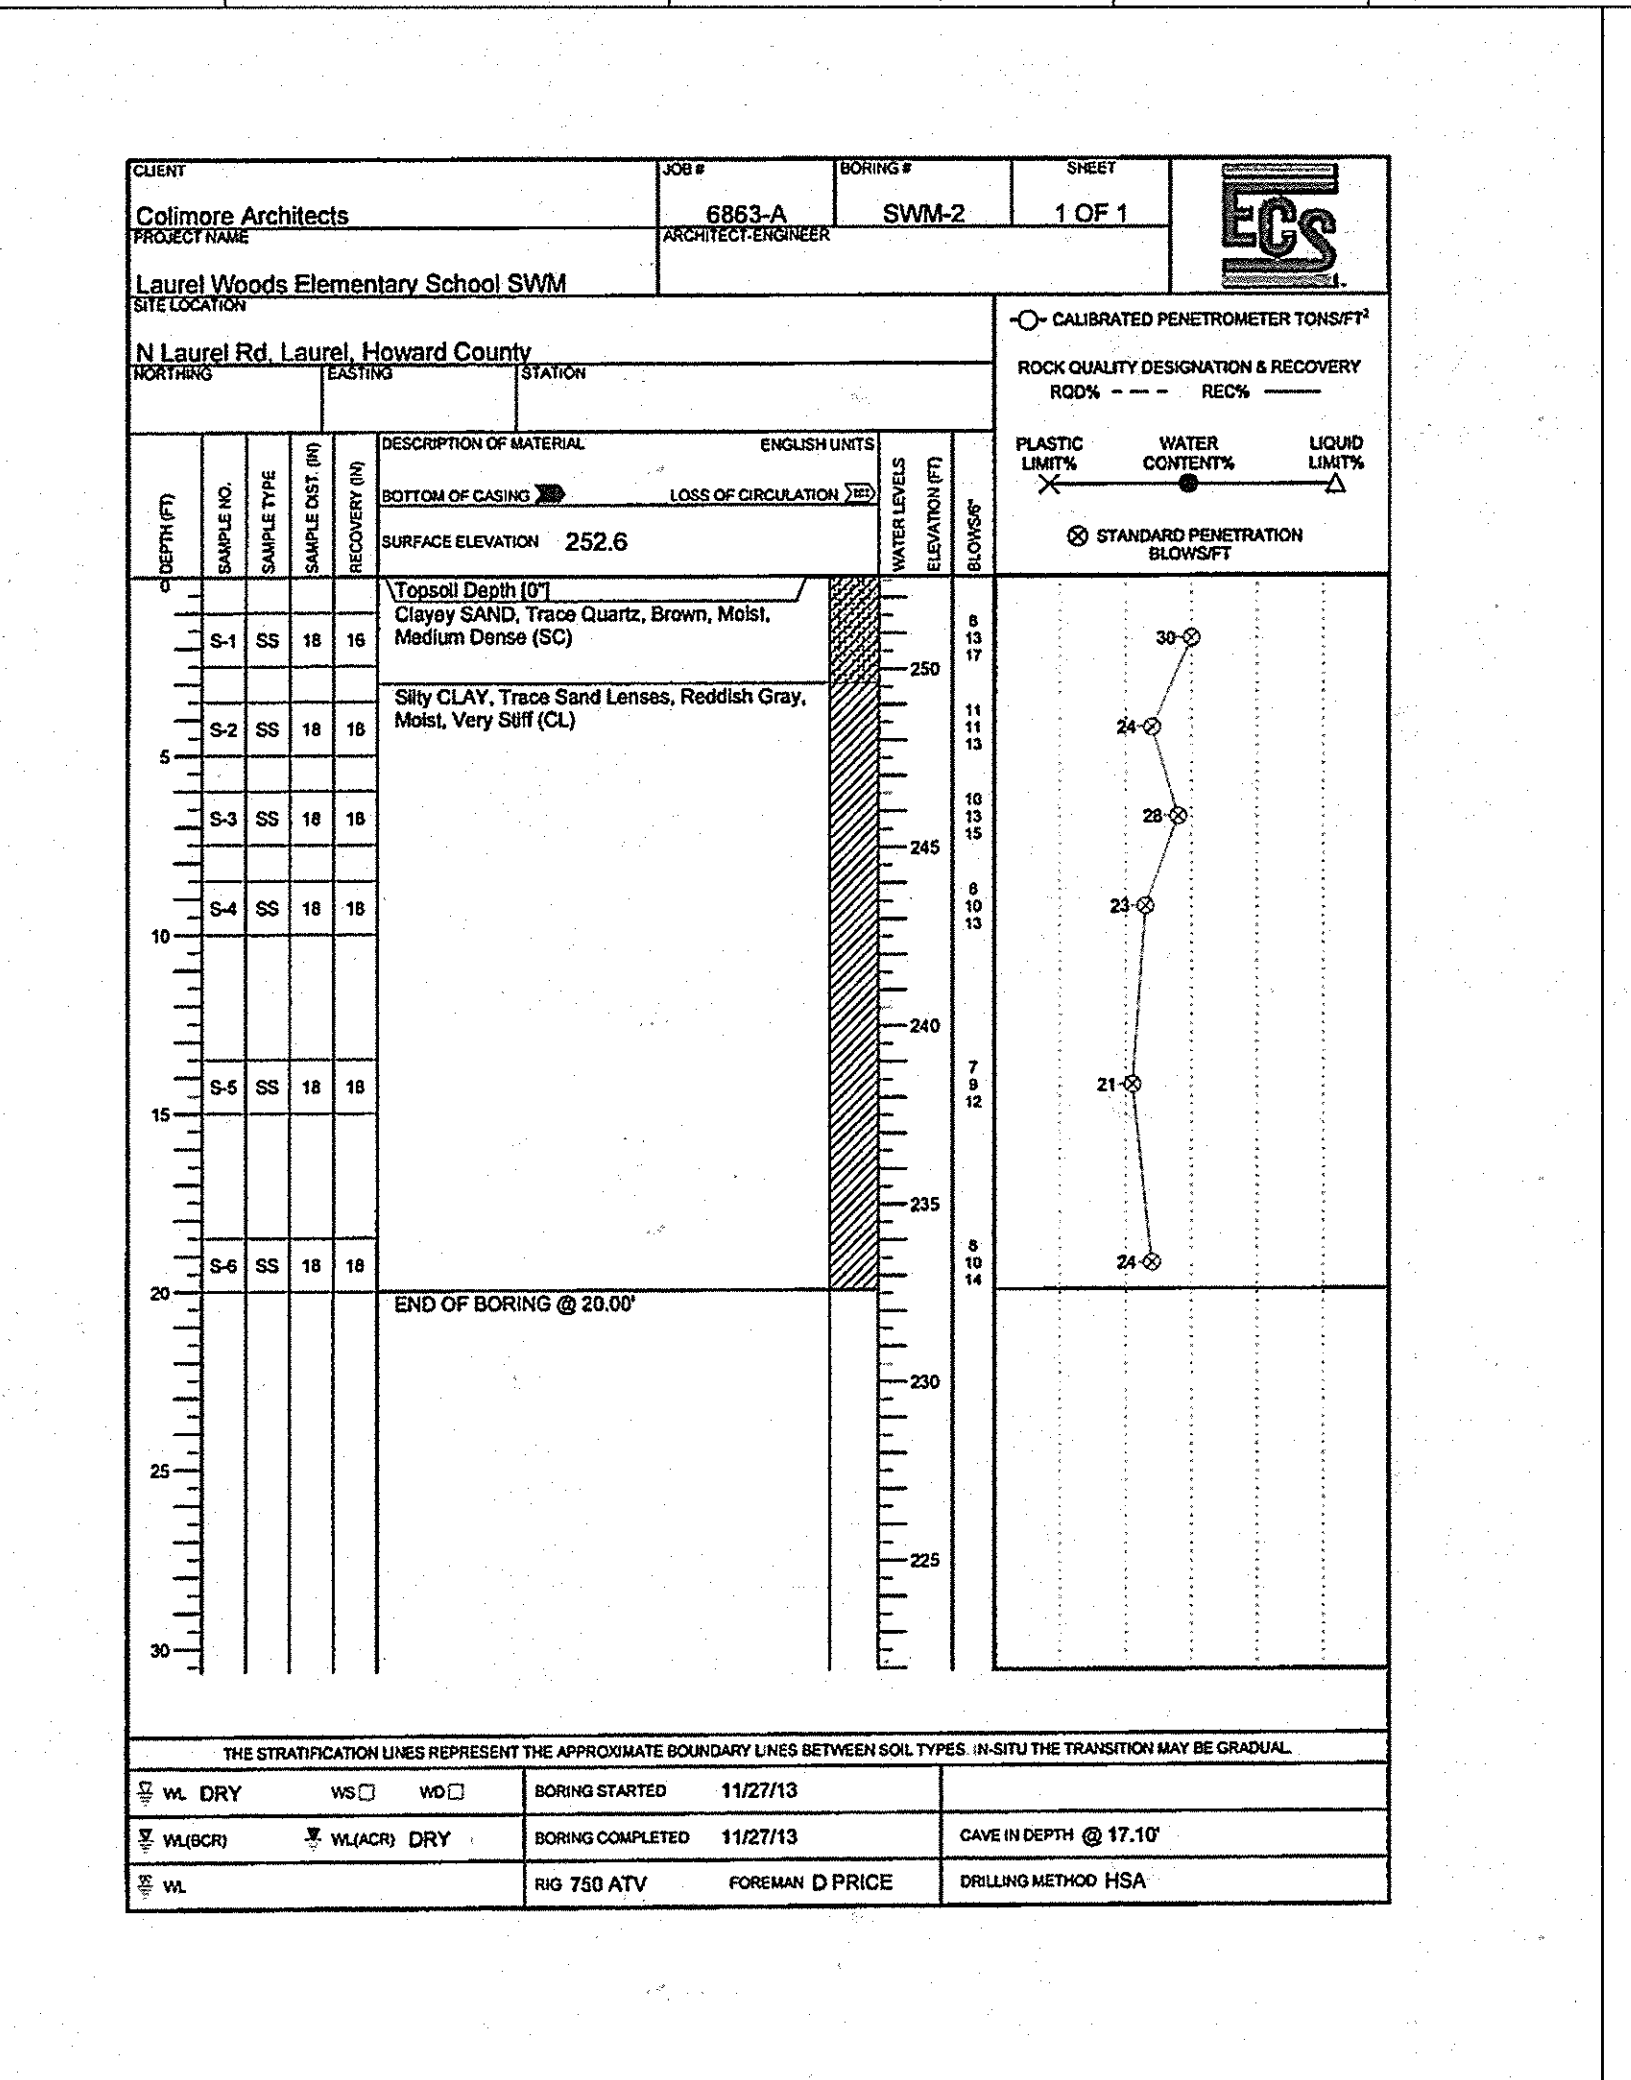 CLIENT
Colimore Architects
JOB #
6863-A
BORING #
SWM-2
SHEET
1 OF 1
ECS
PROJECT NAME
Laurel Woods Elementary School SWM
ARCHITECT-ENGINEER
SITE LOCATION
N Laurel Rd, Laurel, Howard County
NORTHING
EASTING
STATION
CALIBRATED PENETROMETER TONS/FT²
ROCK QUALITY DESIGNATION & RECOVERY
RQD% - - - - REC% ———
PLASTIC LIMIT%
WATER CONTENT%
LIQUID LIMIT%
STANDARD PENETRATION
BLOWS/FT
DEPTH (FT)
SAMPLE NO.
SAMPLE TYPE
SAMPLE DIST. (IN)
RECOVERY (IN)
DESCRIPTION OF MATERIAL
ENGLISH UNITS
BOTTOM OF CASING
LOSS OF CIRCULATION
SURFACE ELEVATION 252.6
WATER LEVELS
ELEVATION (FT)
BLOWS/6"
0
Topsoil Depth [0"]
Clayey SAND, Trace Quartz, Brown, Moist,
Medium Dense (SC)
S-1 SS 18 16
8
13
17
30
250
Silty CLAY, Trace Sand Lenses, Reddish Gray,
Moist, Very Stiff (CL)
S-2 SS 18 18
11
11
13
24
5
S-3 SS 18 18
10
13
15
28
245
S-4 SS 18 18
10
13
23
10
240
S-5 SS 18 18
7
9
12
21
15
235
S-6 SS 18 18
10
14
24
20
END OF BORING @ 20.00'
230
25
225
30
THE STRATIFICATION LINES REPRESENT THE APPROXIMATE BOUNDARY LINES BETWEEN SOIL TYPES. IN-SITU THE TRANSITION MAY BE GRADUAL.
WL DRY WS WD
BORING STARTED 11/27/13
WL(BCR) WL(ACR) DRY
BORING COMPLETED 11/27/13
CAVE IN DEPTH @ 17.10'
WL
RIG 750 ATV FOREMAN D PRICE
DRILLING METHOD HSA